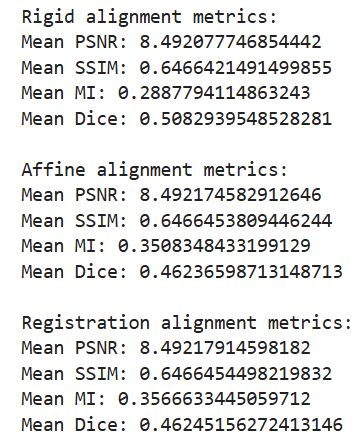 Rigid alignment metrics:
Mean PSNR: 8.492077746854442
Mean SSIM: 0.6466421491499855
Mean MI: 0.2887794114863243
Mean Dice: 0.5082939548528281

Affine alignment metrics:
Mean PSNR: 8.492174582912646
Mean SSIM: 0.6466453809446244
Mean MI: 0.3508348433199129
Mean Dice: 0.46236598713148713

Registration alignment metrics:
Mean PSNR: 8.49217914598182
Mean SSIM: 0.6466454498219832
Mean MI: 0.3566633445059712
Mean Dice: 0.46245156272413146